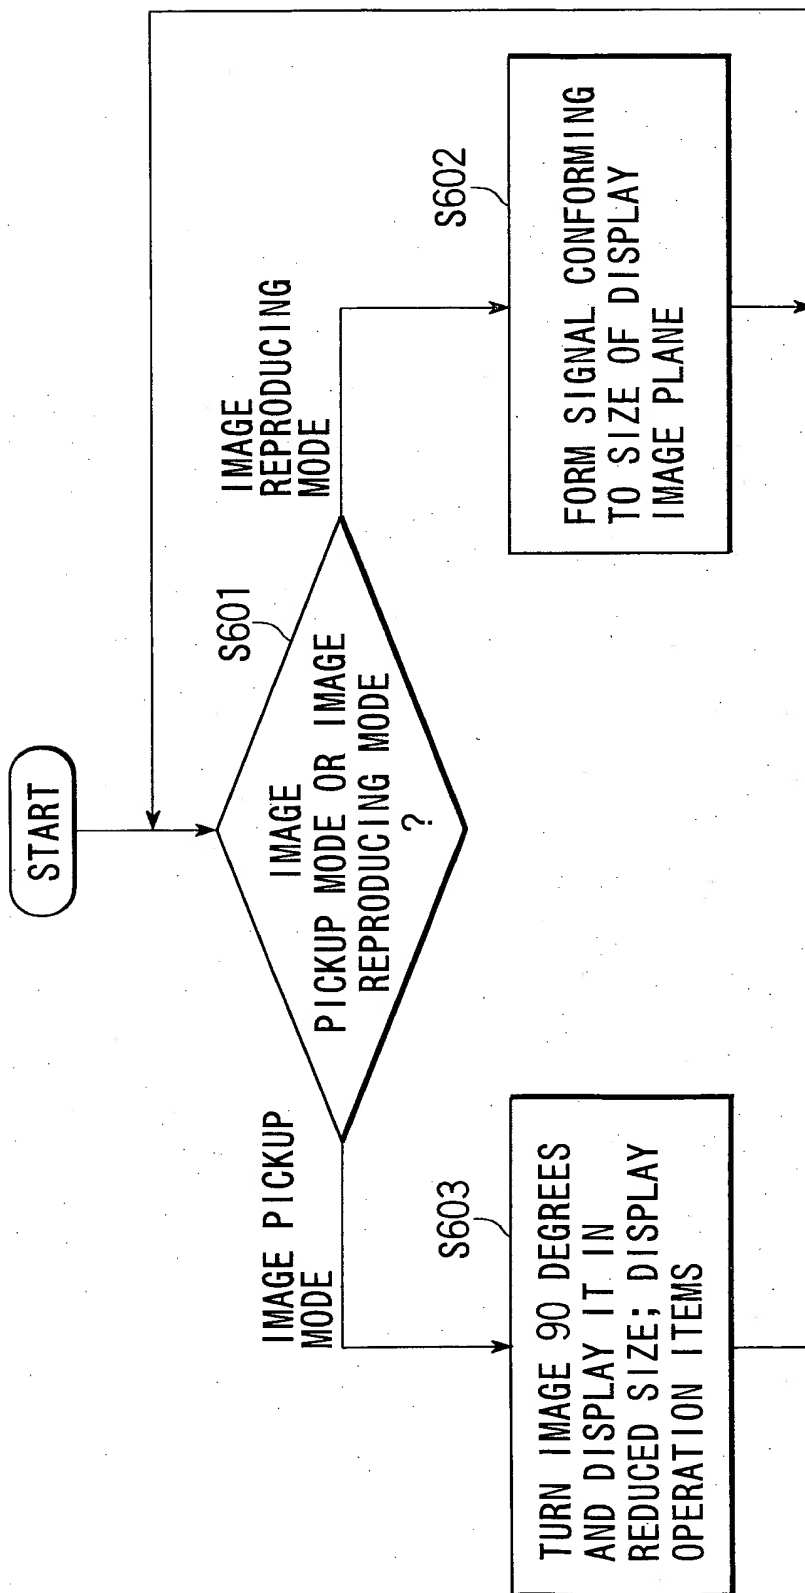 START
S601
IMAGE
PICKUP MODE OR IMAGE
REPRODUCING MODE
?
IMAGE PICKUP
MODE
IMAGE
REPRODUCING
MODE
S603
TURN IMAGE 90 DEGREES
AND DISPLAY IT IN
REDUCED SIZE; DISPLAY
OPERATION ITEMS
S602
FORM SIGNAL CONFORMING
TO SIZE OF DISPLAY
IMAGE PLANE